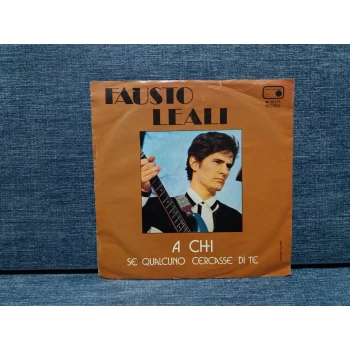 FAUSTO
LEALI
A CHI
SE QUALCUNO CERCASSE DI TE